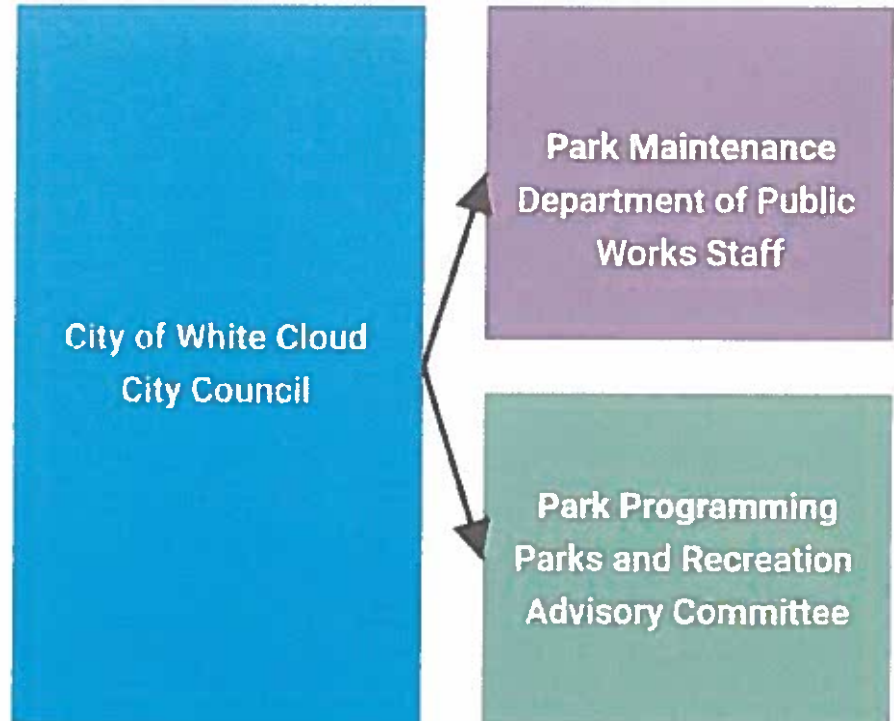 City of White Cloud
City Council
Park Maintenance
Department of Public
Works Staff
Park Programming
Parks and Recreation
Advisory Committee